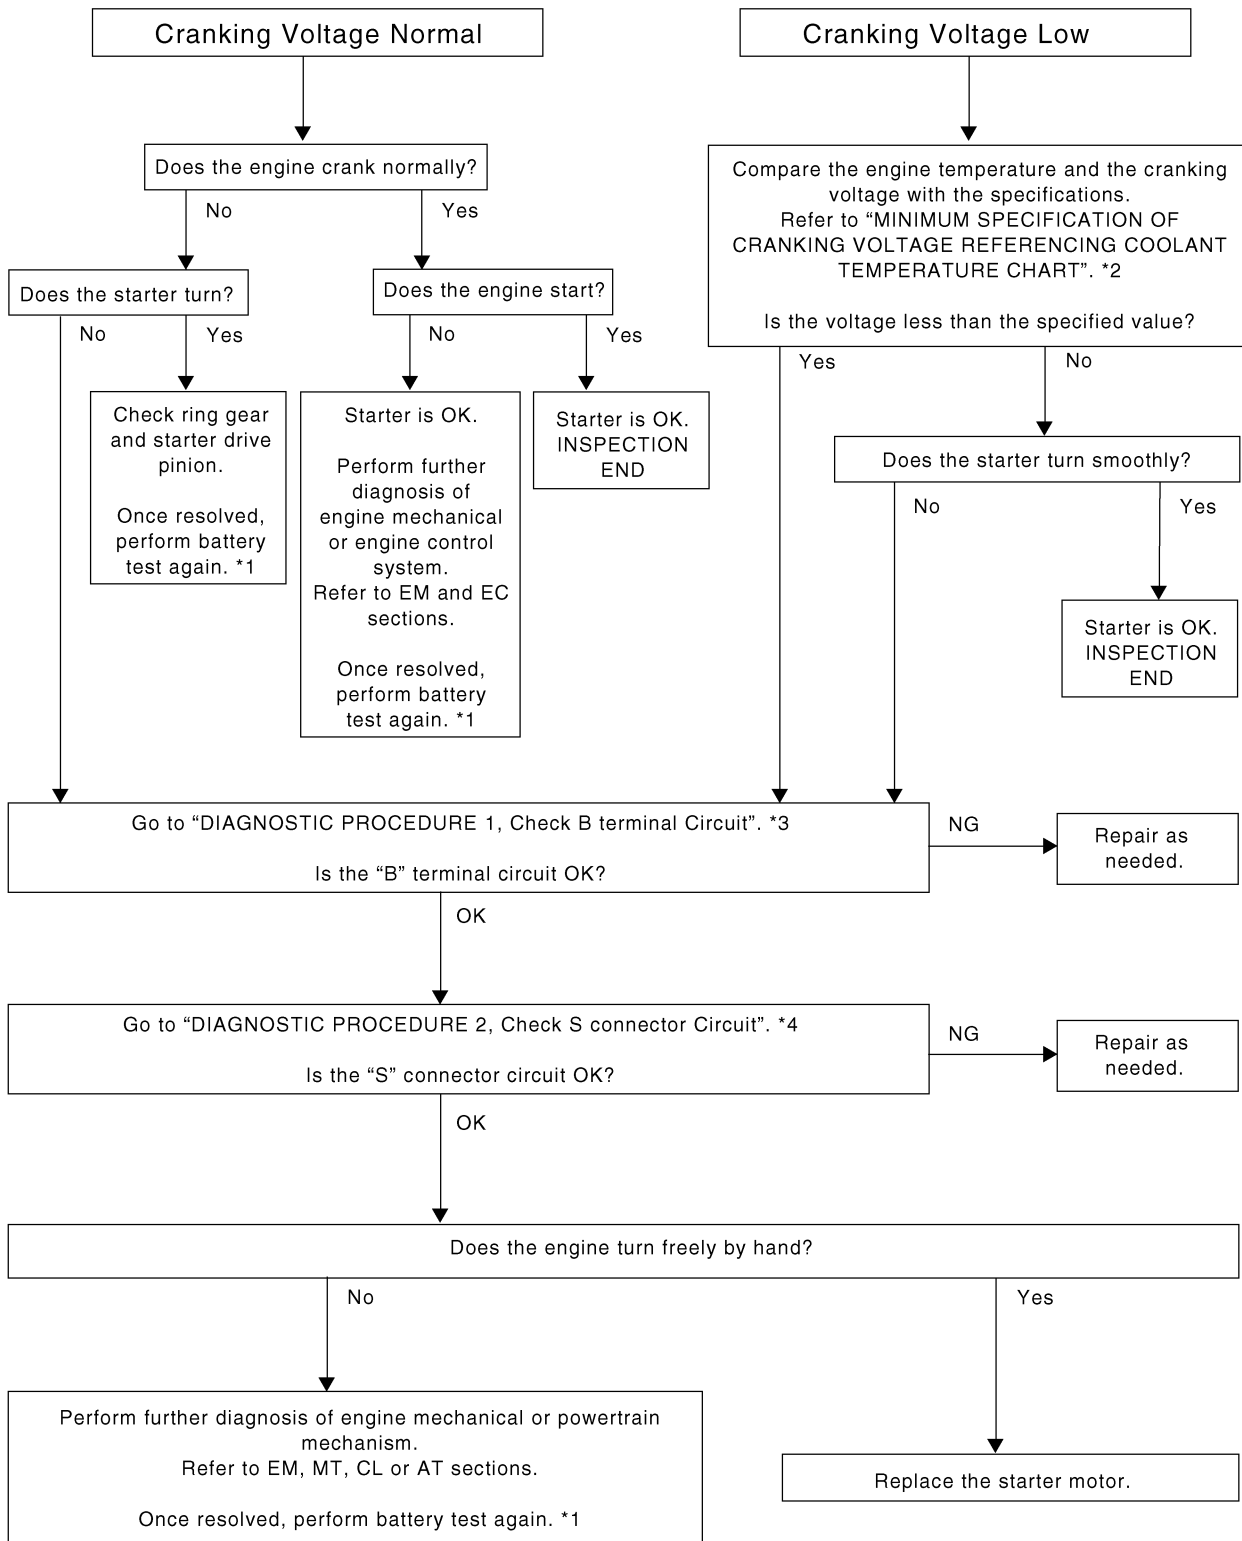 Cranking Voltage Normal
Cranking Voltage Low
Does the engine crank normally?
No
Yes
Does the starter turn?
No
Yes
Check ring gear
and starter drive
pinion.
Once resolved,
perform battery
test again. *1
Does the engine start?
No
Yes
Starter is OK.
Perform further
diagnosis of
engine mechanical
or engine control
system.
Refer to EM and EC
sections.
Once resolved,
perform battery
test again. *1
Starter is OK.
INSPECTION
END
Compare the engine temperature and the cranking
voltage with the specifications.
Refer to “MINIMUM SPECIFICATION OF
CRANKING VOLTAGE REFERENCING COOLANT
TEMPERATURE CHART”. *2
Is the voltage less than the specified value?
Yes
No
Does the starter turn smoothly?
No
Yes
Starter is OK.
INSPECTION
END
Go to “DIAGNOSTIC PROCEDURE 1, Check B terminal Circuit”. *3
Is the “B” terminal circuit OK?
NG
Repair as
needed.
OK
Go to “DIAGNOSTIC PROCEDURE 2, Check S connector Circuit”. *4
Is the “S” connector circuit OK?
NG
Repair as
needed.
OK
Does the engine turn freely by hand?
No
Yes
Perform further diagnosis of engine mechanical or powertrain
mechanism.
Refer to EM, MT, CL or AT sections.
Once resolved, perform battery test again. *1
Replace the starter motor.